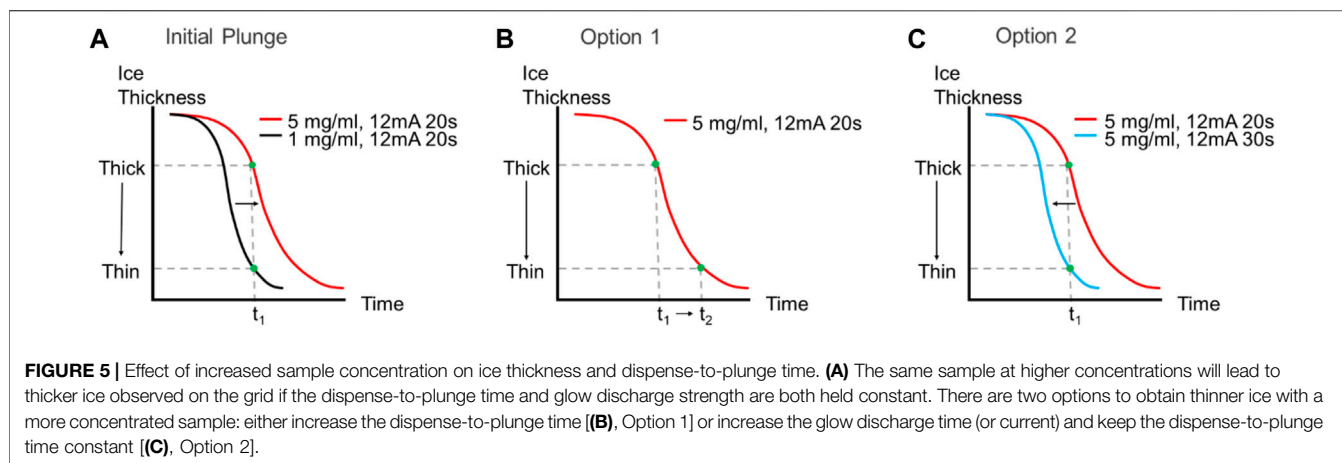 A Initial Plunge
Ice
Thickness
5 mg/ml, 12mA 20s
1 mg/ml, 12mA 20s
Thick
Thin
Time
t₁
B Option 1
Ice
Thickness
5 mg/ml, 12mA 20s
Thick
Thin
Time
t₁ → t₂
C Option 2
Ice
Thickness
5 mg/ml, 12mA 20s
5 mg/ml, 12mA 30s
Thick
Thin
Time
t₁
FIGURE 5 | Effect of increased sample concentration on ice thickness and dispense-to-plunge time. (A) The same sample at higher concentrations will lead to
thicker ice observed on the grid if the dispense-to-plunge time and glow discharge strength are both held constant. There are two options to obtain thinner ice with a
more concentrated sample: either increase the dispense-to-plunge time [(B), Option 1] or increase the glow discharge time (or current) and keep the dispense-to-plunge
time constant [(C), Option 2].